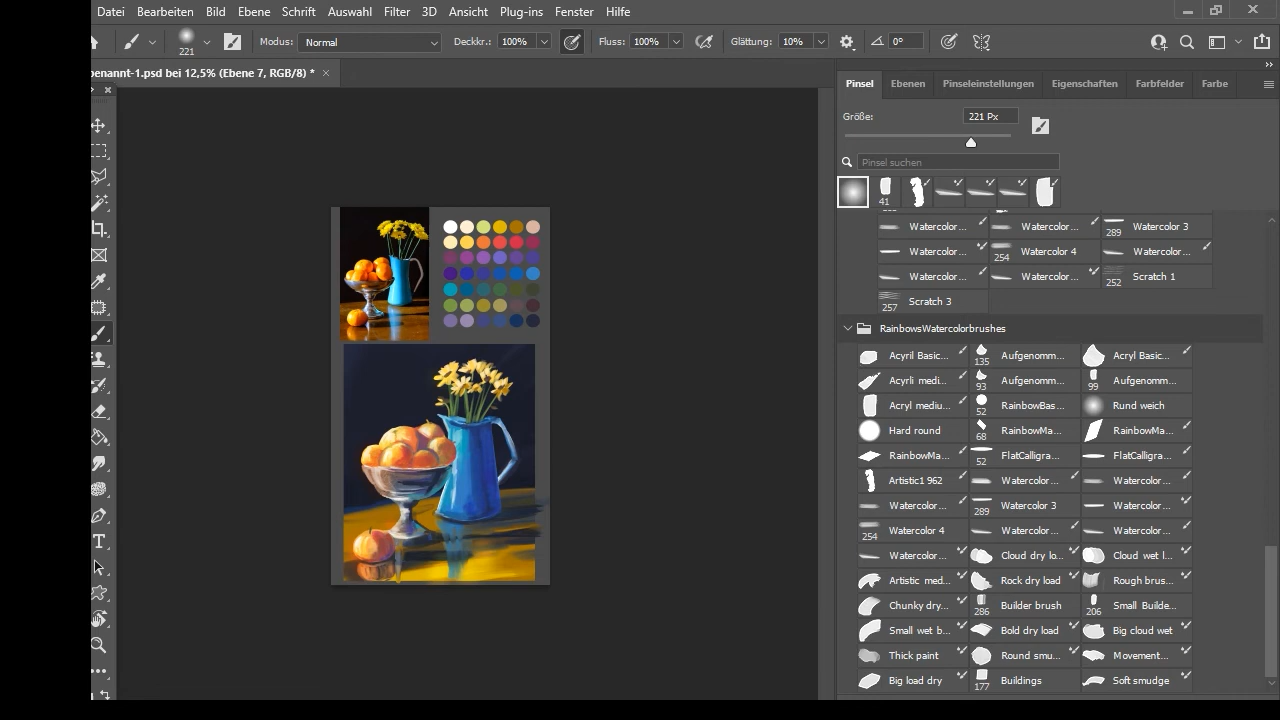 Datei Bearbeiten Bild Ebene Schrift Auswahl Filter 3D Ansicht Plug-ins Fenster Hilfe
221 Modus: Normal Deckkr.: 100% Fluss: 100% Glättung: 10% 0°
benannt-1.psd bei 12,5% (Ebene 7, RGB/8) *
Pinsel Ebenen Pinseleinstellungen Eigenschaften Farbfelder Farbe
Größe: 221 Px
Pinsel suchen
41
Watercolor... Watercolor... 289 Watercolor 3
Watercolor... 254 Watercolor 4 Watercolor...
Watercolor... Watercolor... 252 Scratch 1
257 Scratch 3
RainbowsWatercolorbrushes
Acyril Basic... 135 Aufgenomm... Acryl Basic...
Acyrli medi... 93 Aufgenomm... 99 Aufgenomm...
Acryl mediu... 52 RainbowBas... Rund weich
Hard round 68 RainbowMa... RainbowMa...
RainbowMa... 52 FlatCalligra... FlatCalligra...
Artistic1 962 Watercolor... Watercolor...
Watercolor... 289 Watercolor 3 Watercolor...
254 Watercolor 4 Watercolor... Watercolor...
Watercolor... Cloud dry lo... Cloud wet l...
Artistic med... Rock dry load Rough brus...
Chunky dry... 286 Builder brush 206 Small Builde...
Small wet b... Bold dry load Big cloud wet
Thick paint Round smu... Movement...
Big load dry 177 Buildings Soft smudge